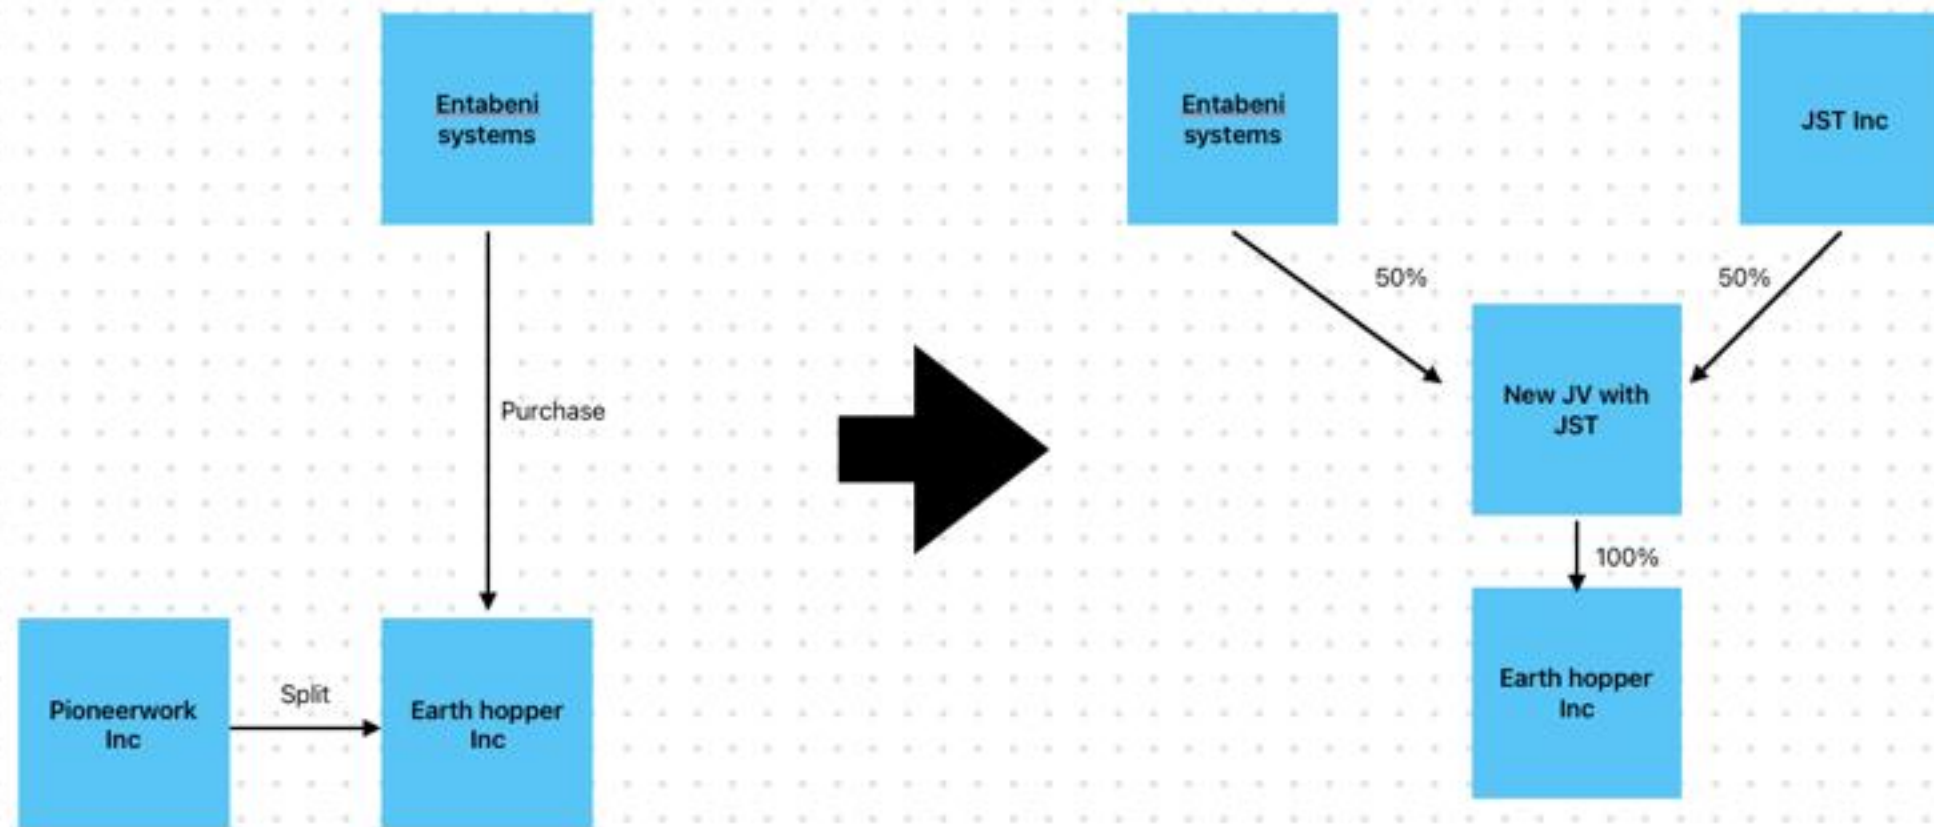 Entabeni
systems
Purchase
Pioneerwork
Inc
Split
Earth hopper
Inc
Entabeni
systems
JST Inc
50%
50%
New JV with
JST
100%
Earth hopper
Inc